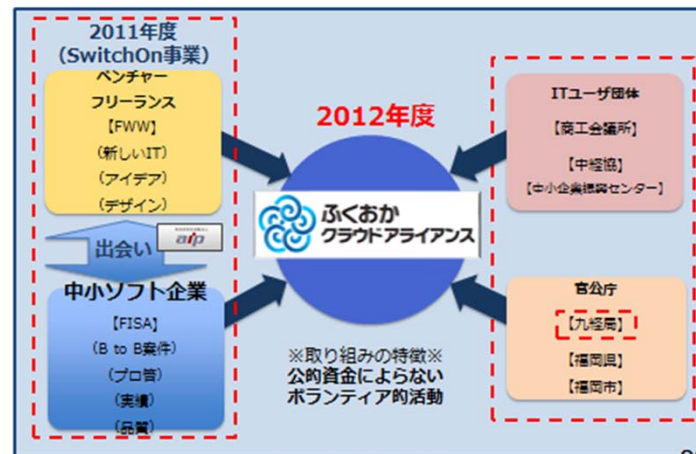 2011年度
(SwitchOn事業)
ベンチャー
フリーランス
【FWW】
(新しいIT)
(アイデア)
(デザイン)
出会い
arp
中小ソフト企業
【FISA】
(B to B案件)
(プロ管)
(実績)
(品質)
2012年度
ふくおか
クラウドアライアンス
※取り組みの特徴※
公的資金によらない
ボランティア的活動
ITユーザ団体
【商工会議所】
【中経協】
【中小企業振興センター】
官公庁
【九経局】
【福岡県】
【福岡市】